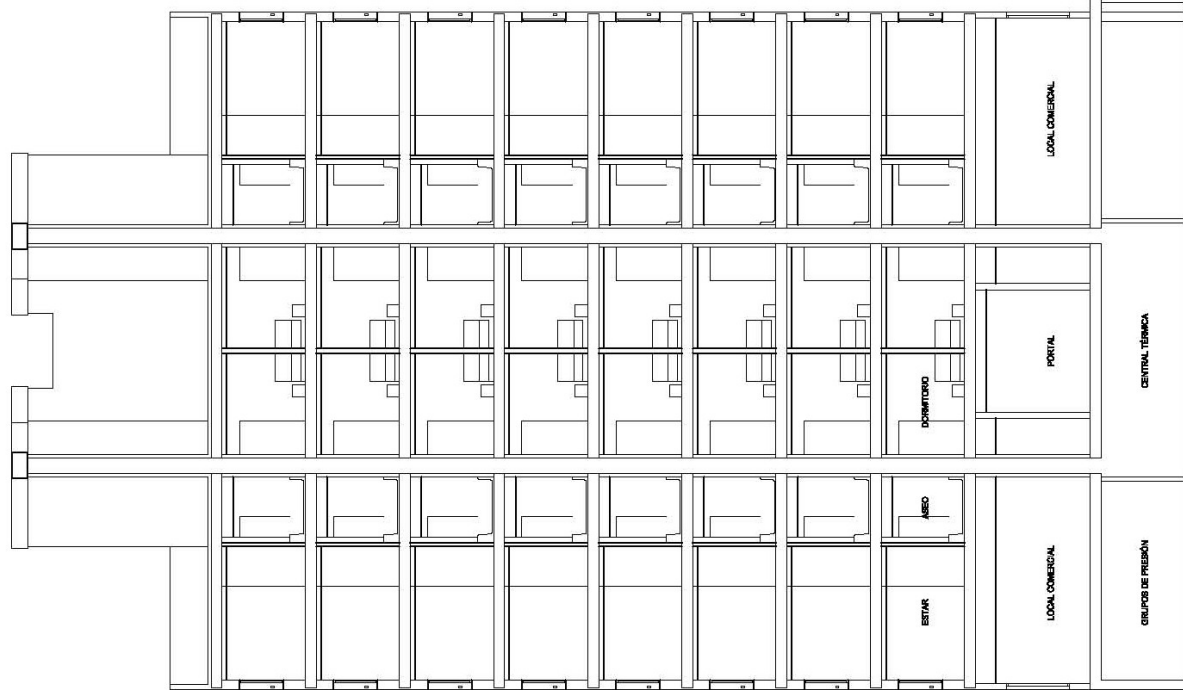 ESTAR
ASEO
DORMITORIO
LOCAL COMERCIAL
PORTAL
LOCAL COMERCIAL
GRUPOS DE PRESIÓN
CENTRAL TÉRMICA